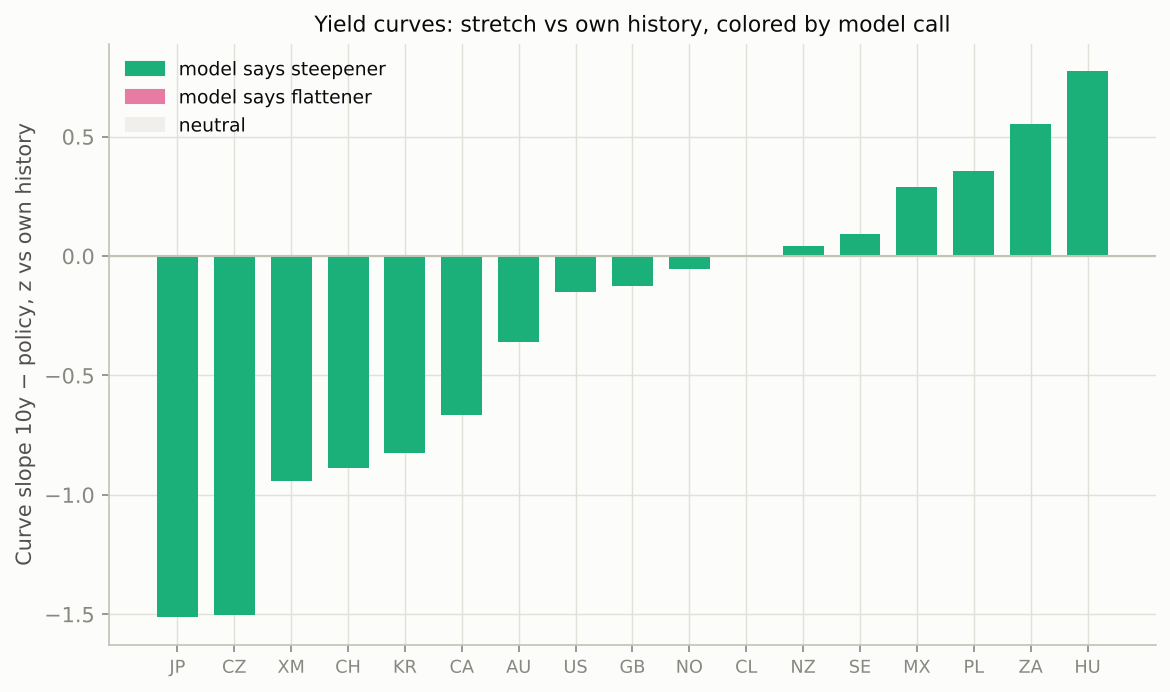 Yield curves: stretch vs own history, colored by model call
model says steepener
model says flattener
neutral
Curve slope 10y − policy, z vs own history
0.5
0.0
−0.5
−1.0
−1.5
JP CZ XM CH KR CA AU US GB NO CL NZ SE MX PL ZA HU